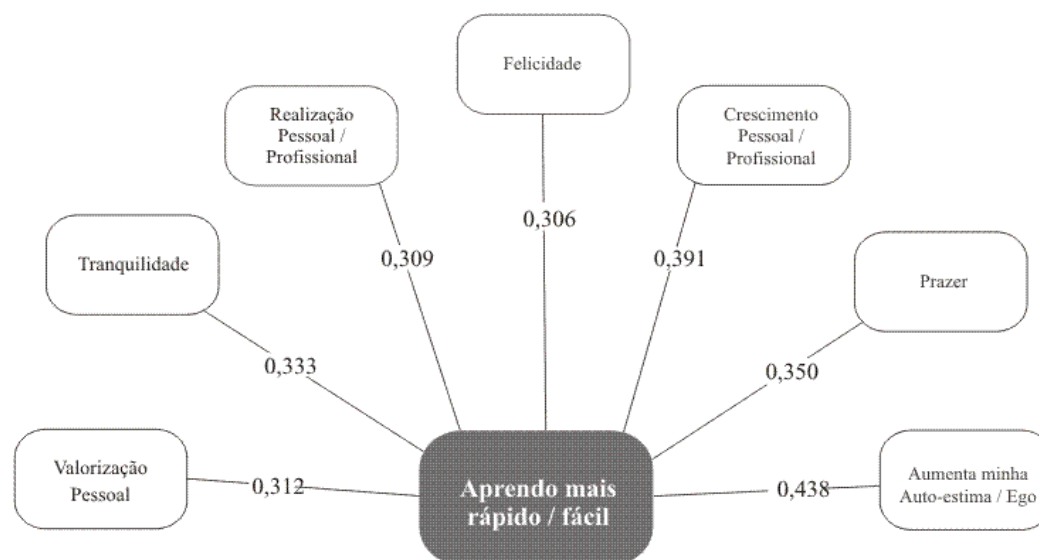 Felicidade
Realização
Pessoal /
Profissional
Crescimento
Pessoal /
Profissional
0,306
Tranquilidade
0,309
0,391
Prazer
0,333
0,350
Valorização
Pessoal
0,312
Aprendo mais
rápido / fácil
0,438
Aumenta minha
Auto-estima / Ego